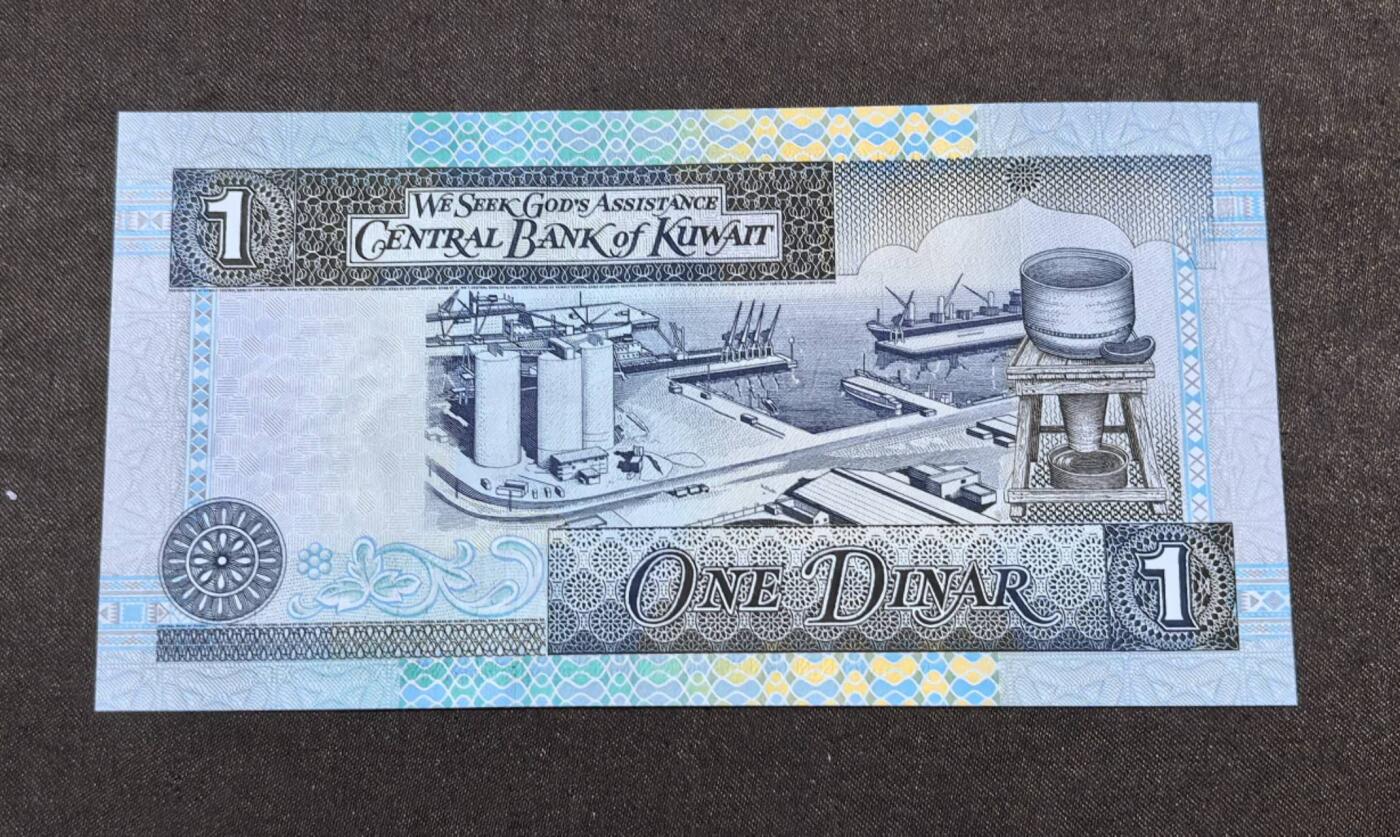 1
WE SEEK GOD'S ASSISTANCE
CENTRAL BANK of KUWAIT
ONE DINAR
1